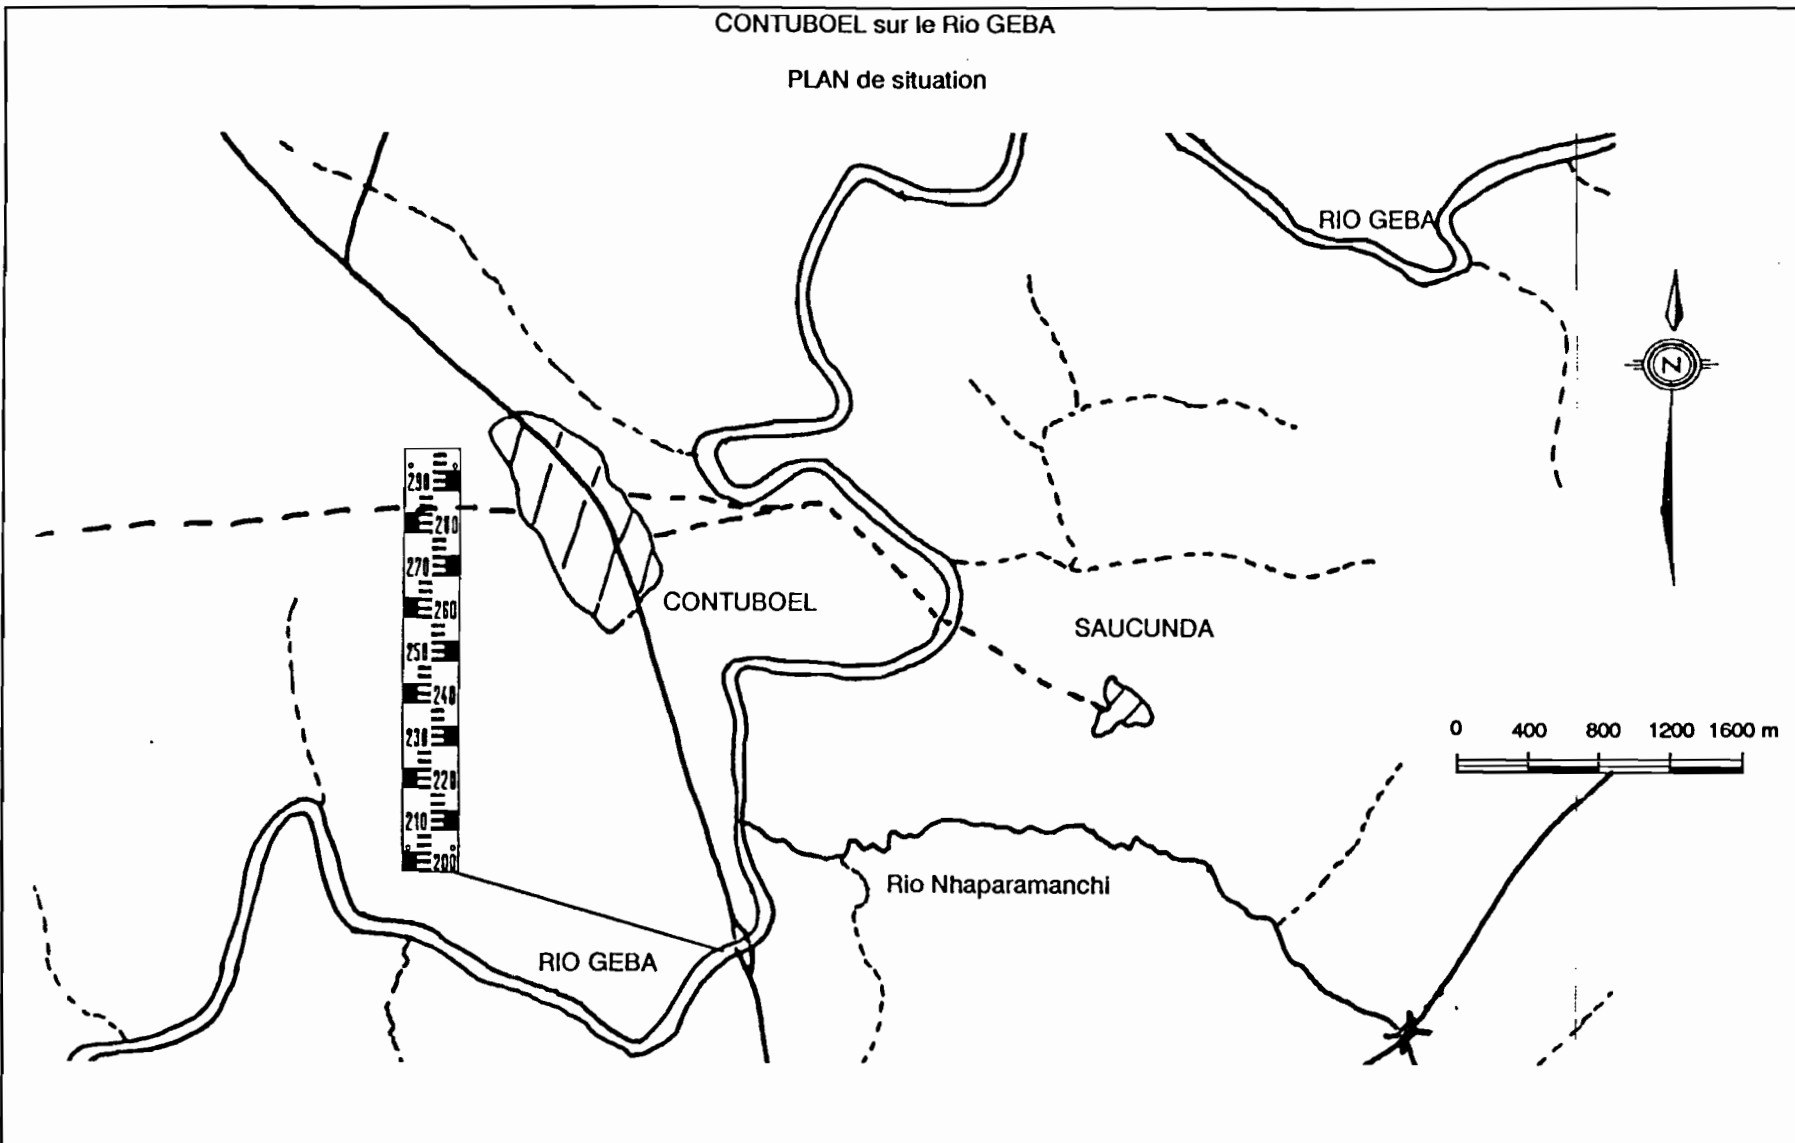 CONTUBOEL sur le Rio GEBA
PLAN de situation
RIO GEBA
N
290
280
270
260
250
240
230
220
210
200
CONTUBOEL
SAUCUNDA
0 400 800 1200 1600 m
Rio Nhaparamanchi
RIO GEBA